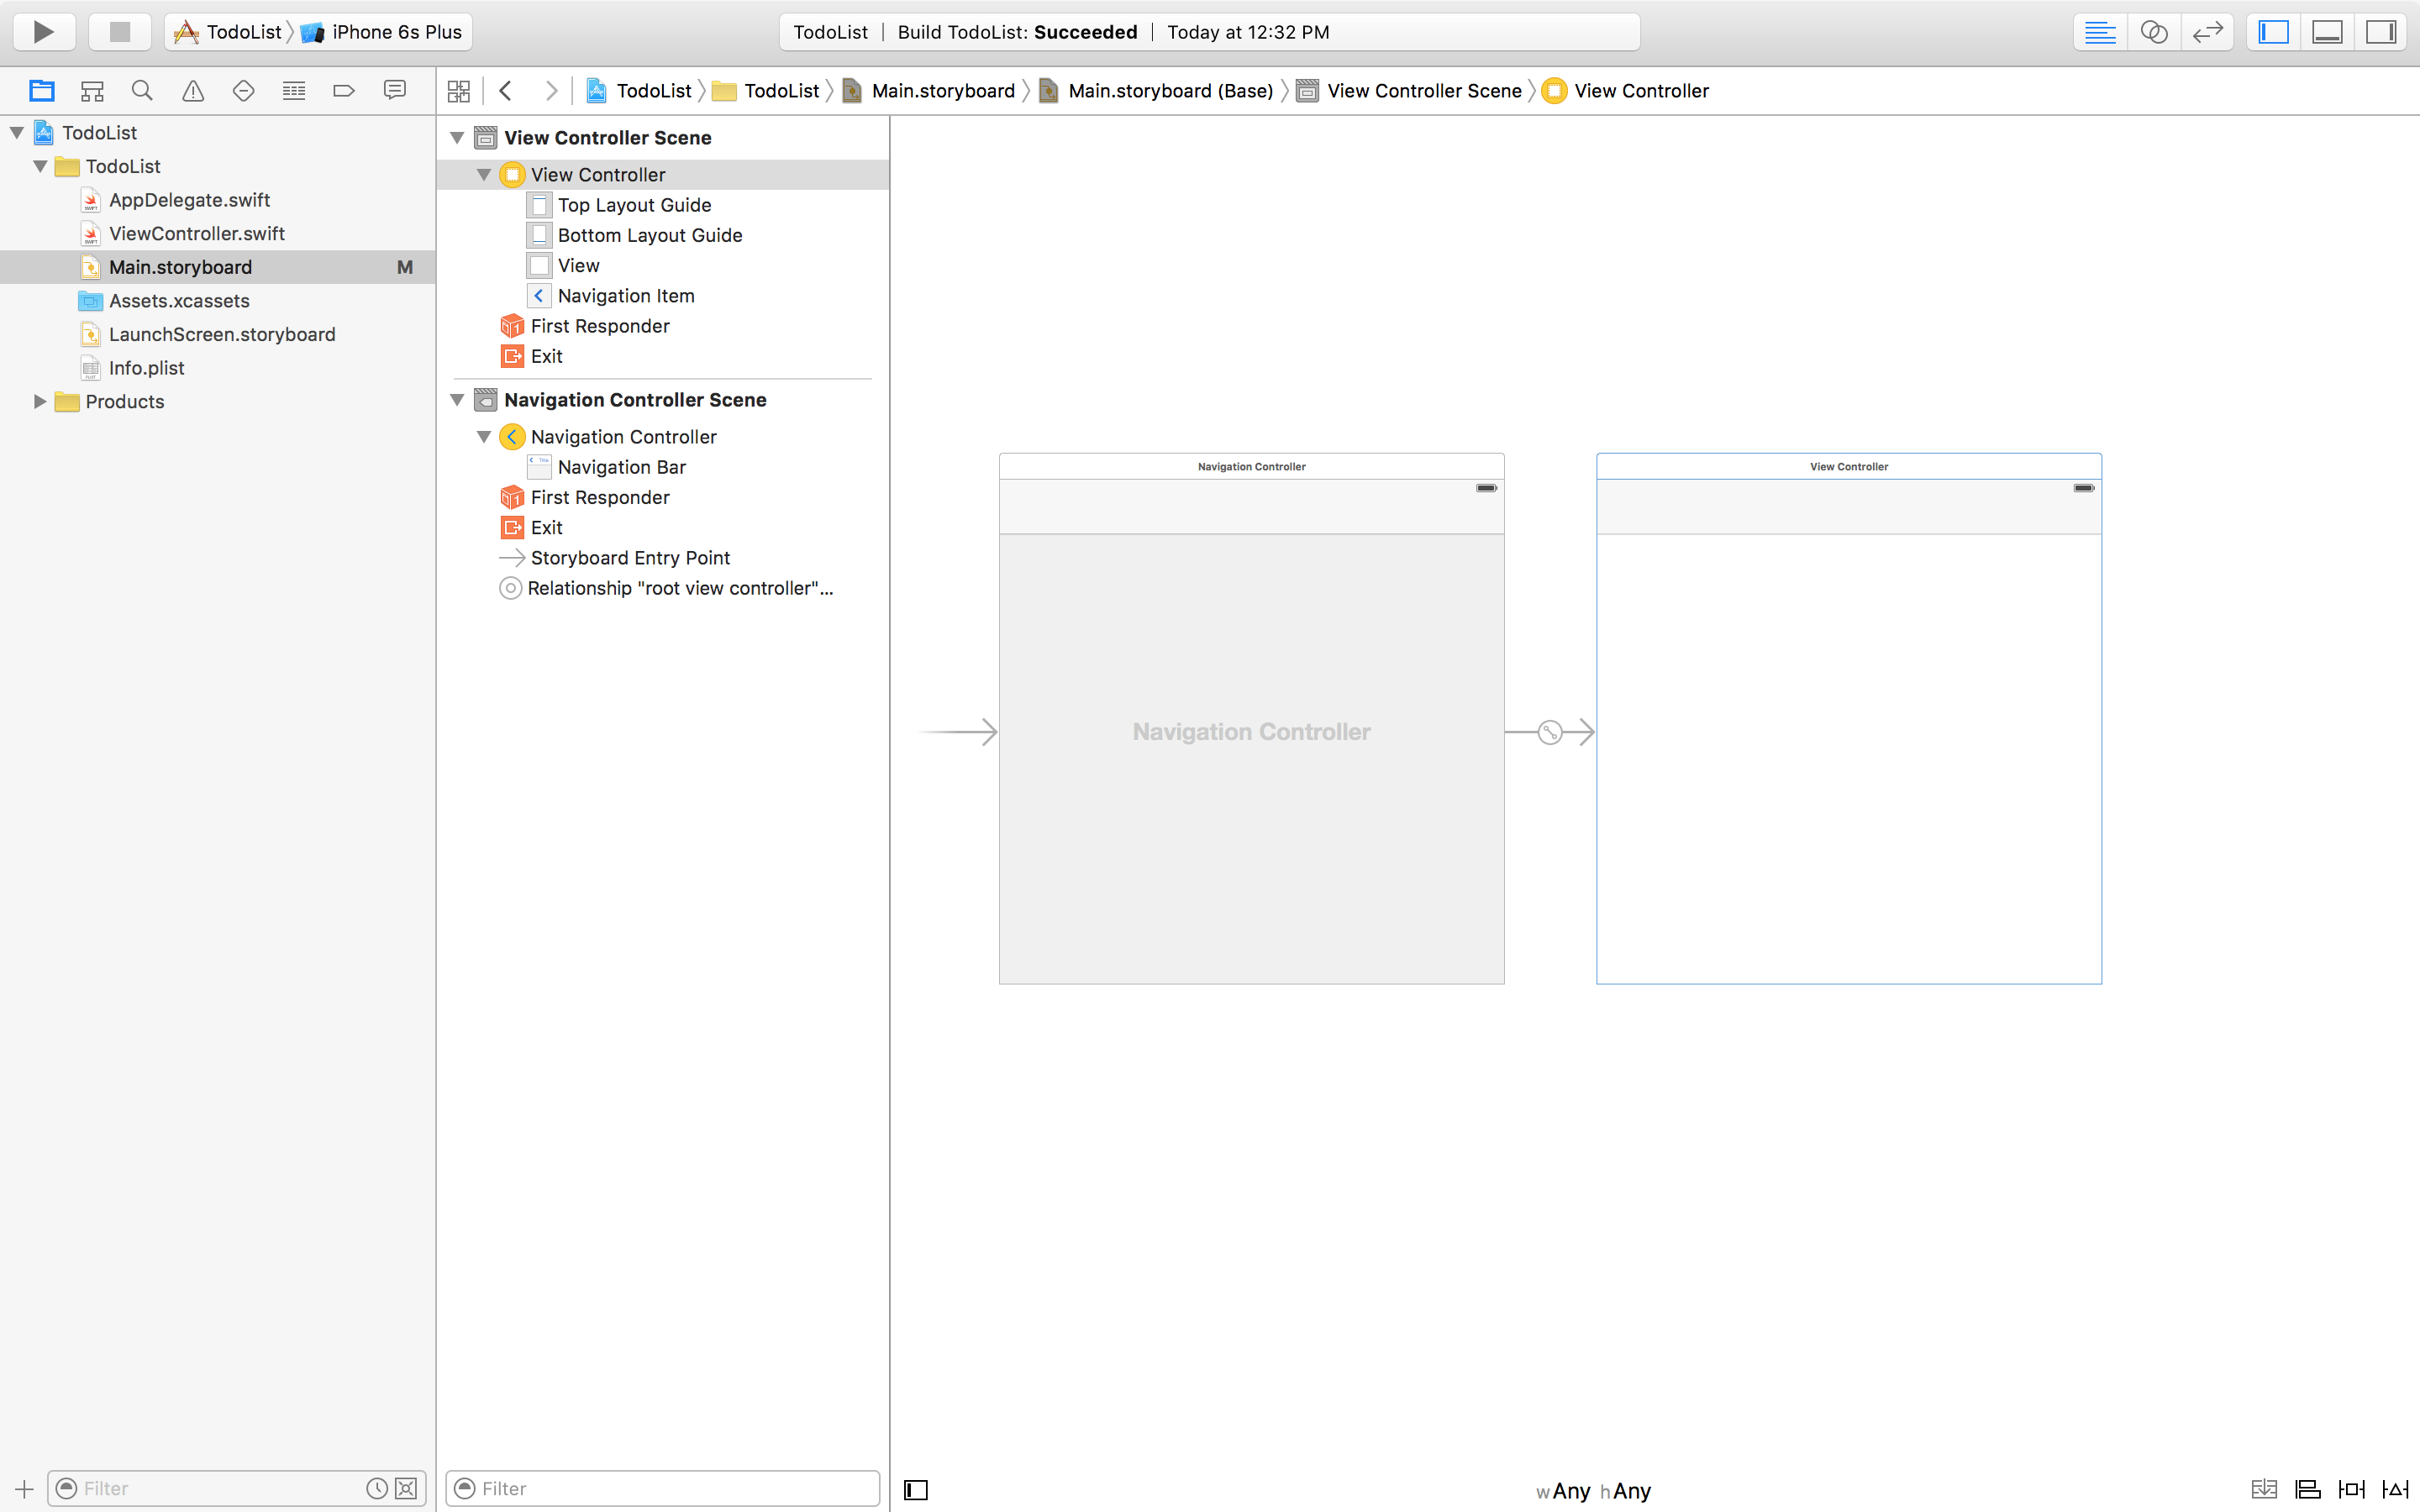 TodoList iPhone 6s Plus
TodoList | Build TodoList: Succeeded | Today at 12:32 PM
TodoList TodoList Main.storyboard Main.storyboard (Base) View Controller Scene View Controller
TodoList
TodoList
AppDelegate.swift
ViewController.swift
Main.storyboard M
Assets.xcassets
LaunchScreen.storyboard
Info.plist
Products
Filter
View Controller Scene
View Controller
Top Layout Guide
Bottom Layout Guide
View
Navigation Item
First Responder
Exit
Navigation Controller Scene
Navigation Controller
Navigation Bar
First Responder
Exit
Storyboard Entry Point
Relationship "root view controller"...
Filter
Navigation Controller
Navigation Controller
View Controller
wAny hAny